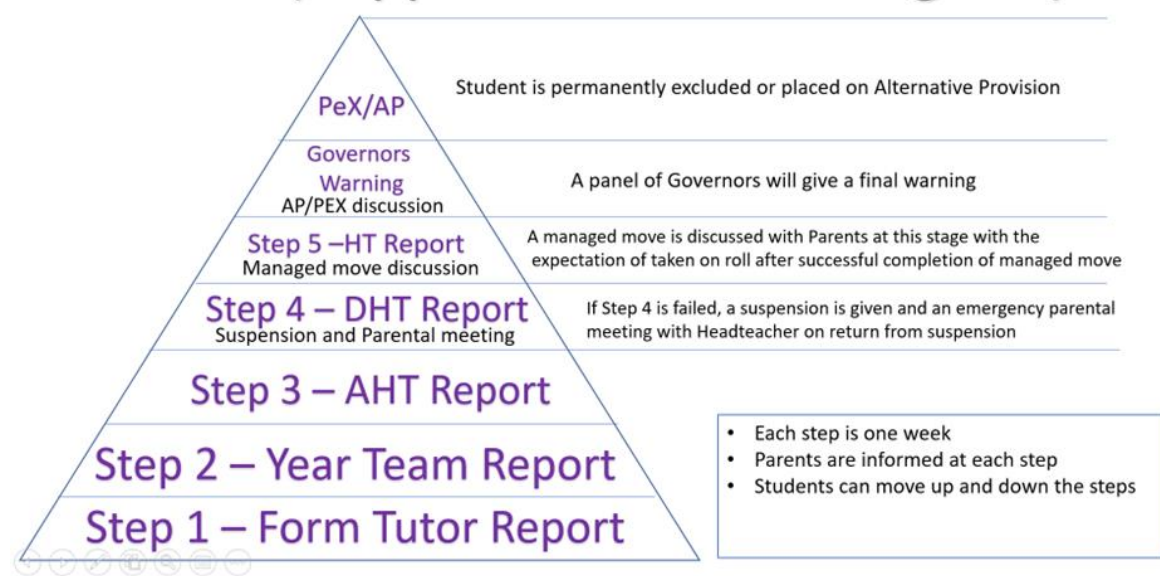 PeX/AP
Student is permanently excluded or placed on Alternative Provision
Governors
Warning
AP/PEX discussion
A panel of Governors will give a final warning
Step 5 –HT Report
Managed move discussion
A managed move is discussed with Parents at this stage with the
expectation of taken on roll after successful completion of managed move
Step 4 – DHT Report
Suspension and Parental meeting
If Step 4 is failed, a suspension is given and an emergency parental
meeting with Headteacher on return from suspension
Step 3 – AHT Report
Step 2 – Year Team Report
Step 1 – Form Tutor Report
• Each step is one week
• Parents are informed at each step
• Students can move up and down the steps